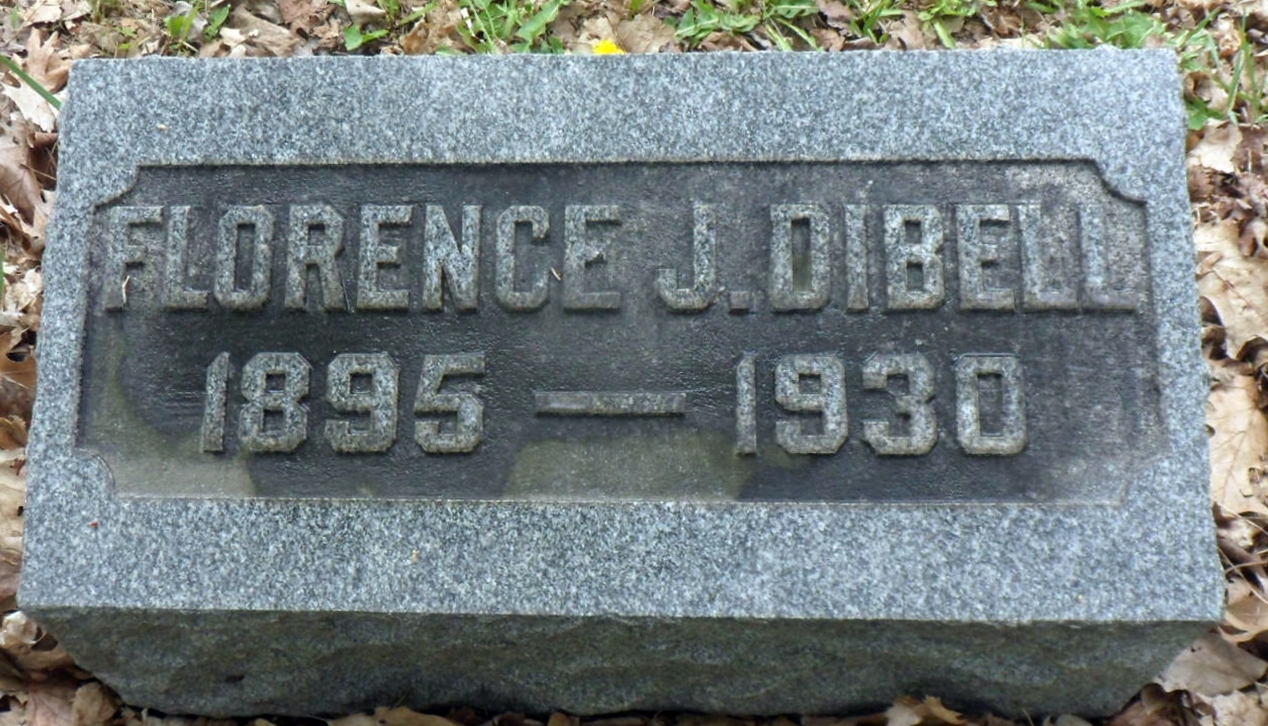 FLORENCE J. DIBELL
1895 — 1930